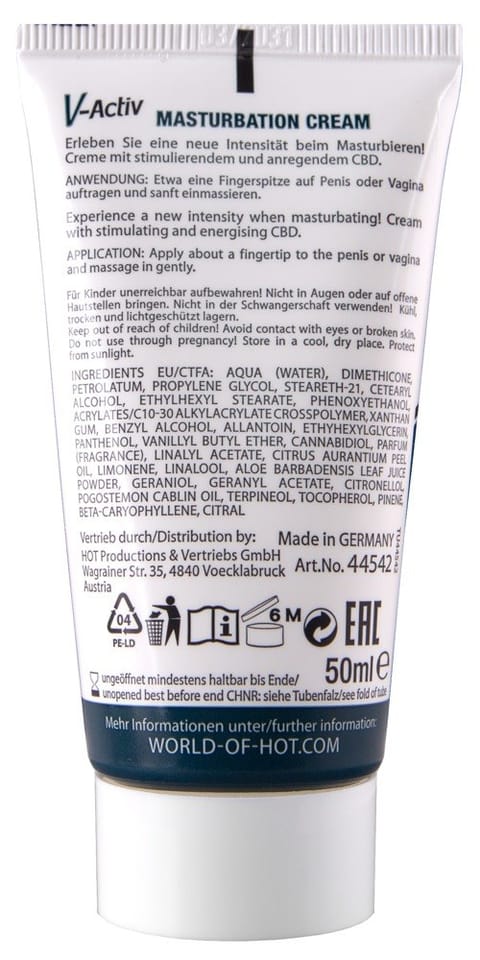 V-Activ MASTURBATION CREAM
Erleben Sie eine neue Intensität beim Masturbieren!
Creme mit stimulierendem und anregendem CBD.
ANWENDUNG: Etwa eine Fingerspitze auf Penis oder Vagina
auftragen und sanft einmassieren.
Experience a new intensity when masturbating! Cream
with stimulating and energising CBD.
APPLICATION: Apply about a fingertip to the penis or vagina
and massage in gently.
Für Kinder unerreichbar aufbewahren! Nicht in Augen oder auf offene
Hautstellen bringen. Nicht in der Schwangerschaft verwenden! Kühl,
trocken und lichtgeschützt lagern.
Keep out of reach of children! Avoid contact with eyes or broken skin.
Do not use through pregnancy! Store in a cool, dry place. Protect
from sunlight.
INGREDIENTS EU/CTFA: AQUA (WATER), DIMETHICONE,
PETROLATUM, PROPYLENE GLYCOL, STEARETH-21, CETEARYL
ALCOHOL, ETHYLHEXYL STEARATE, PHENOXYETHANOL,
ACRYLATES/C10-30 ALKYLACRYLATE CROSSPOLYMER, XANTHAN
GUM, BENZYL ALCOHOL, ALLANTOIN, ETHYHEXYLGLYCERIN,
PANTHENOL, VANILLYL BUTYL ETHER, CANNABIDIOL, PARFUM
(FRAGRANCE), LINALYL ACETATE, CITRUS AURANTIUM PEEL
OIL, LIMONENE, LINALOOL, ALOE BARBADENSIS LEAF JUICE
POWDER, GERANIOL, GERANYL ACETATE, CITRONELLOL,
POGOSTEMON CABLIN OIL, TERPINEOL, TOCOPHEROL, PINENE,
BETA-CARYOPHYLLENE, CITRAL
Vertrieb durch/Distribution by:
HOT Productions & Vertriebs GmbH
Wagrainer Str. 35, 4840 Voecklabruck
Austria
Made in GERMANY
Art.No. 44542
TU44542
04
PE-LD
6 M
EAC
50ml e
ungeöffnet mindestens haltbar bis Ende/
unopened best before end CHNR: siehe Tubenfalz/see fold of tube
Mehr Informationen unter/further information:
WORLD-OF-HOT.COM